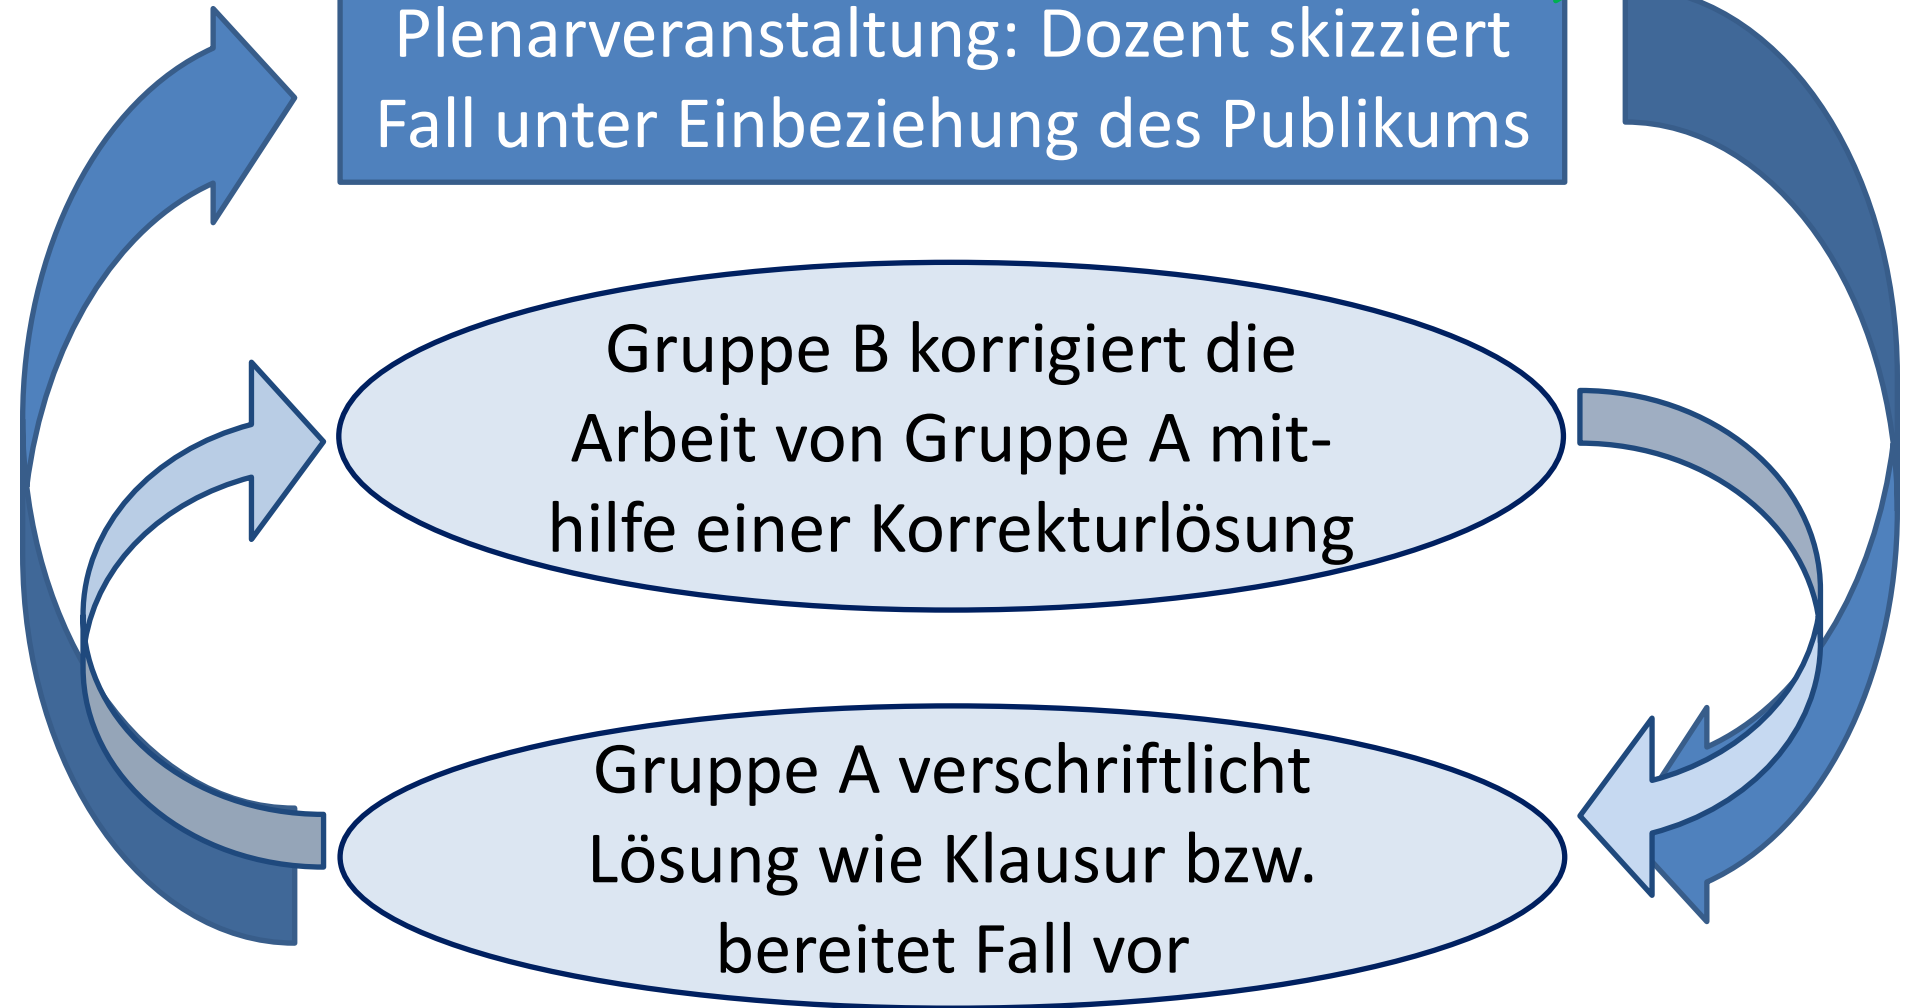 Plenarveranstaltung: Dozent skizziert
Fall unter Einbeziehung des Publikums
Gruppe B korrigiert die
Arbeit von Gruppe A mit-
hilfe einer Korrekturlösung
Gruppe A verschriftlicht
Lösung wie Klausur bzw.
bereitet Fall vor